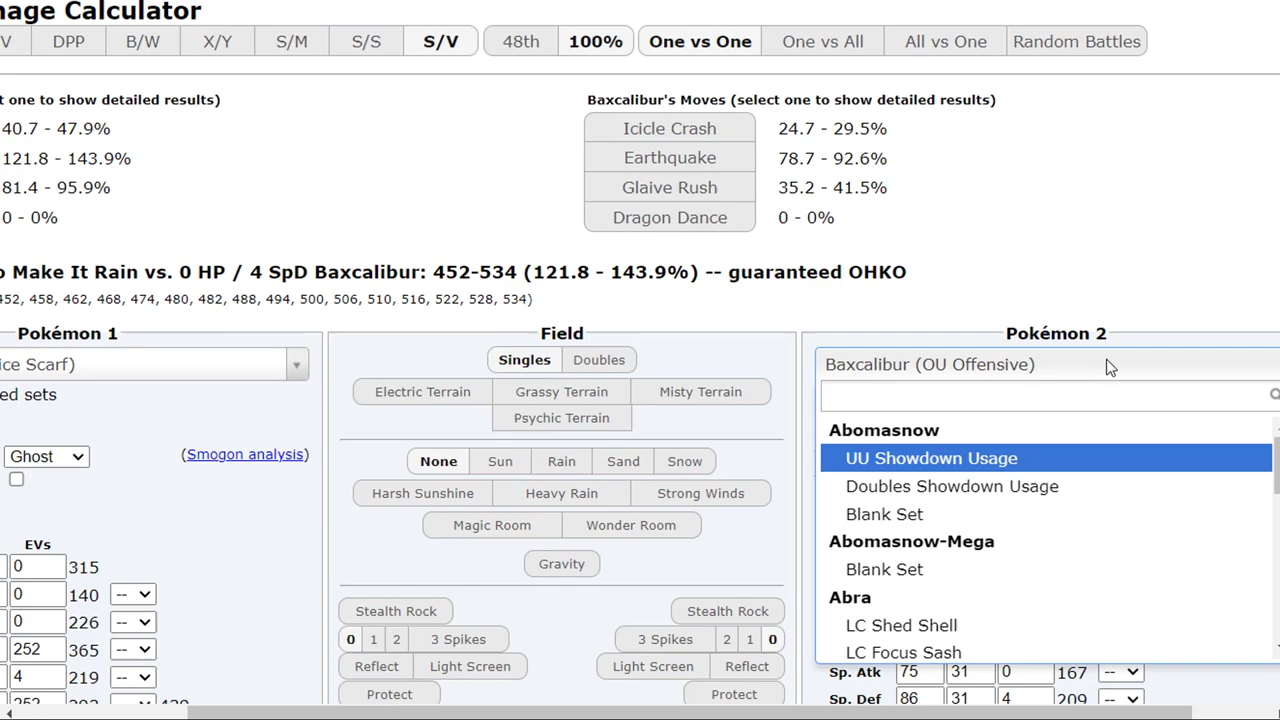 nage Calculator
V DPP B/W X/Y S/M S/S S/V 48th 100% One vs One One vs All All vs One Random Battles
t one to show detailed results) Baxcalibur's Moves (select one to show detailed results)
40.7 - 47.9% Icicle Crash 24.7 - 29.5%
121.8 - 143.9% Earthquake 78.7 - 92.6%
81.4 - 95.9% Glaive Rush 35.2 - 41.5%
0 - 0% Dragon Dance 0 - 0%
o Make It Rain vs. 0 HP / 4 SpD Baxcalibur: 452-534 (121.8 - 143.9%) -- guaranteed OHKO
452, 458, 462, 468, 474, 480, 482, 488, 494, 500, 506, 510, 516, 522, 528, 534)
Pokémon 1 Field Pokémon 2
ice Scarf) Singles Doubles Baxcalibur (OU Offensive)
ed sets Electric Terrain Grassy Terrain Misty Terrain
Psychic Terrain Abomasnow
Ghost (Smogon analysis) None Sun Rain Sand Snow UU Showdown Usage
Harsh Sunshine Heavy Rain Strong Winds Doubles Showdown Usage
Magic Room Wonder Room Blank Set
EVs Abomasnow-Mega
0 315 Gravity Blank Set
0 140 -- Abra
0 226 -- Stealth Rock Stealth Rock LC Shed Shell
252 365 -- 0 1 2 3 Spikes 3 Spikes 2 1 0 LC Focus Sash
4 219 -- Reflect Light Screen Light Screen Reflect Sp. Atk 75 31 0 167 --
Protect Protect Sp. Def 86 31 4 209 --